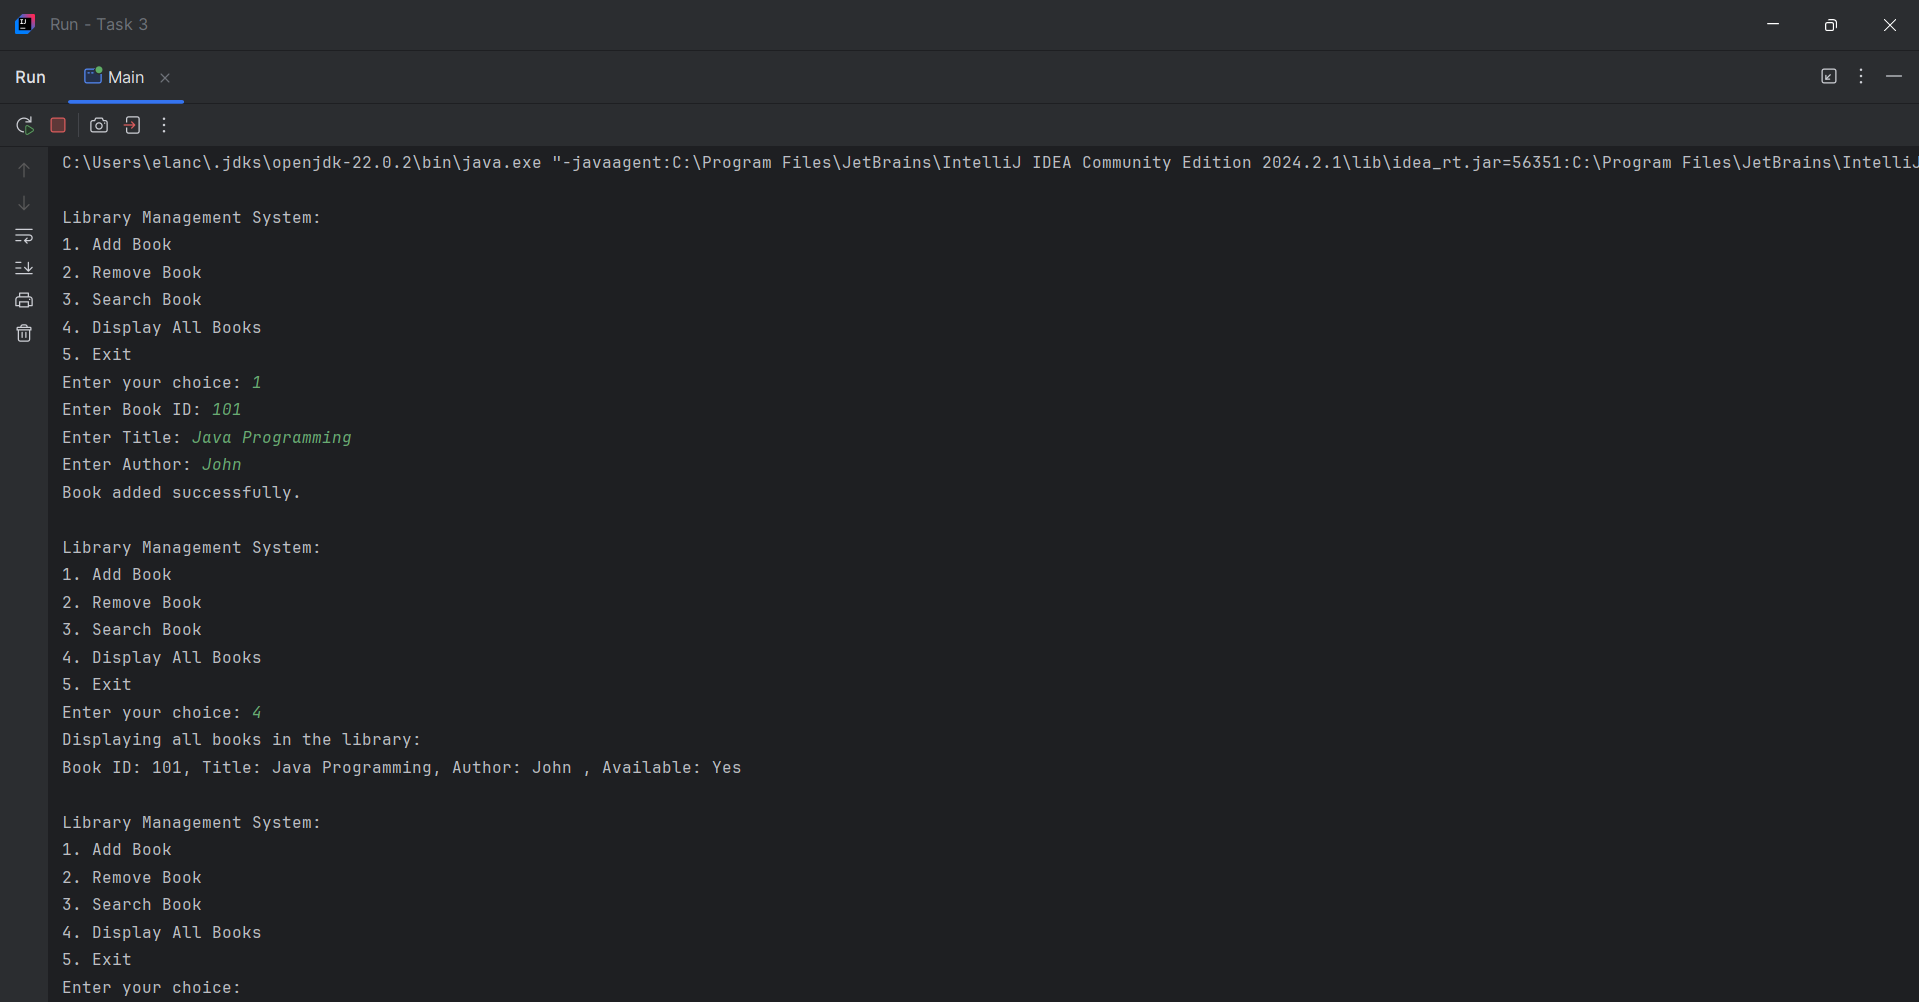 Run - Task 3
Run Main
C:\Users\elanc\.jdks\openjdk-22.0.2\bin\java.exe "-javaagent:C:\Program Files\JetBrains\IntelliJ IDEA Community Edition 2024.2.1\lib\idea_rt.jar=56351:C:\Program Files\JetBrains\IntelliJ
Library Management System:
1. Add Book
2. Remove Book
3. Search Book
4. Display All Books
5. Exit
Enter your choice: 1
Enter Book ID: 101
Enter Title: Java Programming
Enter Author: John
Book added successfully.
Library Management System:
1. Add Book
2. Remove Book
3. Search Book
4. Display All Books
5. Exit
Enter your choice: 4
Displaying all books in the library:
Book ID: 101, Title: Java Programming, Author: John , Available: Yes
Library Management System:
1. Add Book
2. Remove Book
3. Search Book
4. Display All Books
5. Exit
Enter your choice: